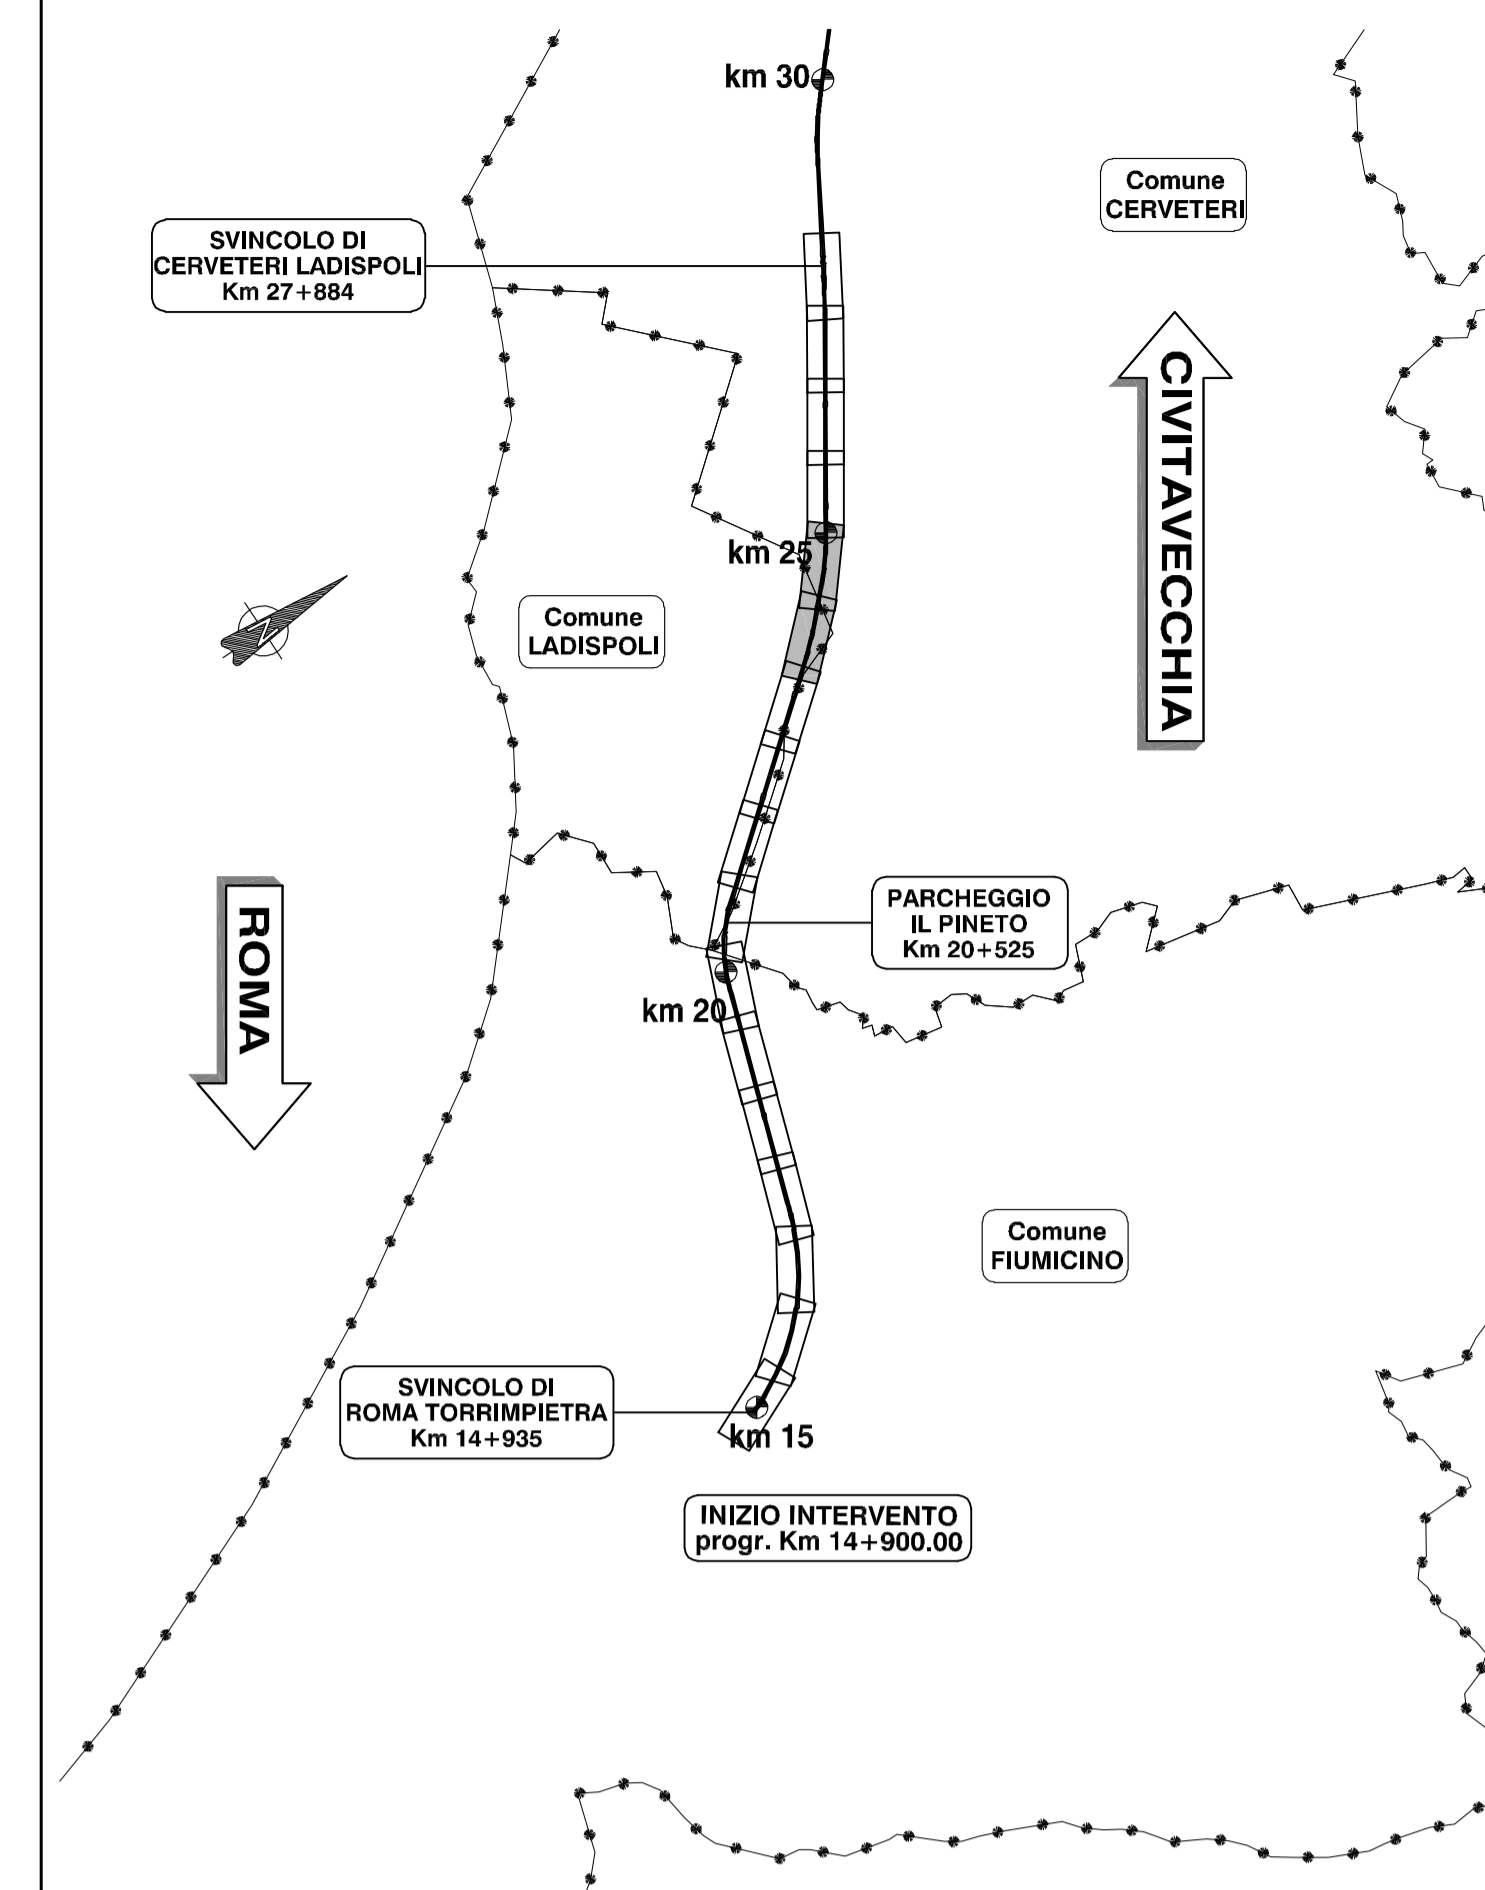 km 30
Comune
CERVETERI
SVINCOLO DI
CERVETERI LADISPOLI
Km 27+884
CIVITAVECCHIA
km 25
Comune
LADISPOLI
N
PARCHEGGIO
IL PINETO
Km 20+525
ROMA
km 20
Comune
FIUMICINO
SVINCOLO DI
ROMA TORRIMPIETRA
Km 14+935
km 15
INIZIO INTERVENTO
progr. Km 14+900.00